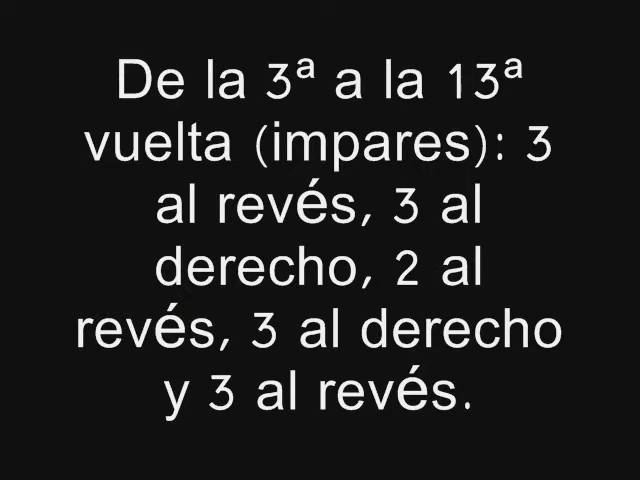 De la 3ª a la 13ª
vuelta (impares): 3
al revés, 3 al
derecho, 2 al
revés, 3 al derecho
y 3 al revés.